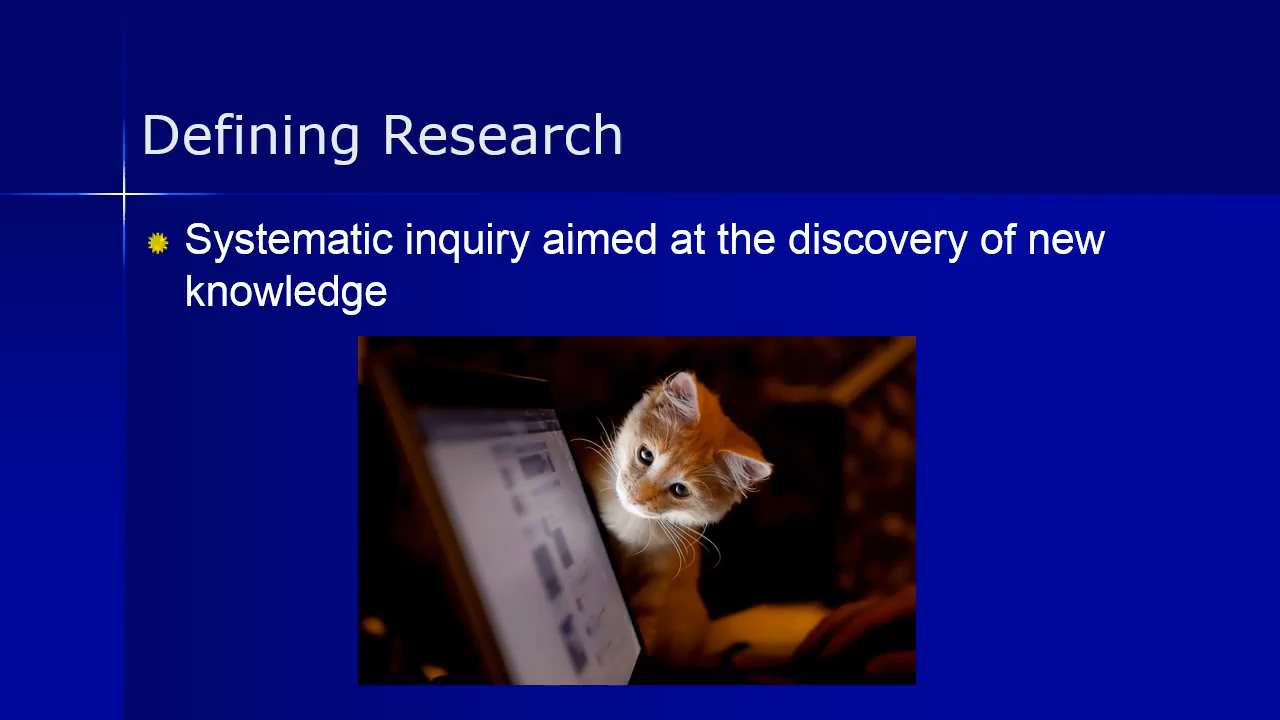 Defining Research
Systematic inquiry aimed at the discovery of new
knowledge